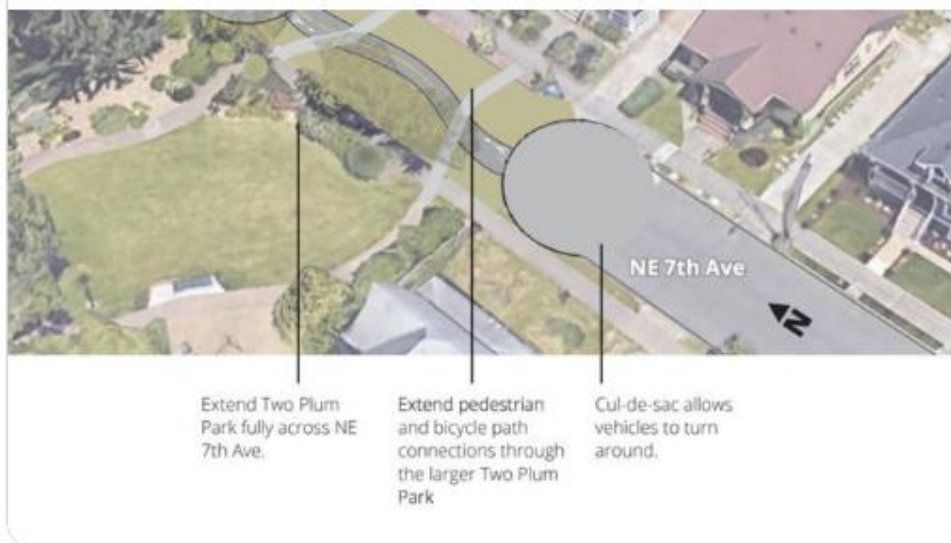 NE 7th Ave
N
Extend Two Plum
Park fully across NE
7th Ave.
Extend pedestrian
and bicycle path
connections through
the larger Two Plum
Park
Cul-de-sac allows
vehicles to turn
around.